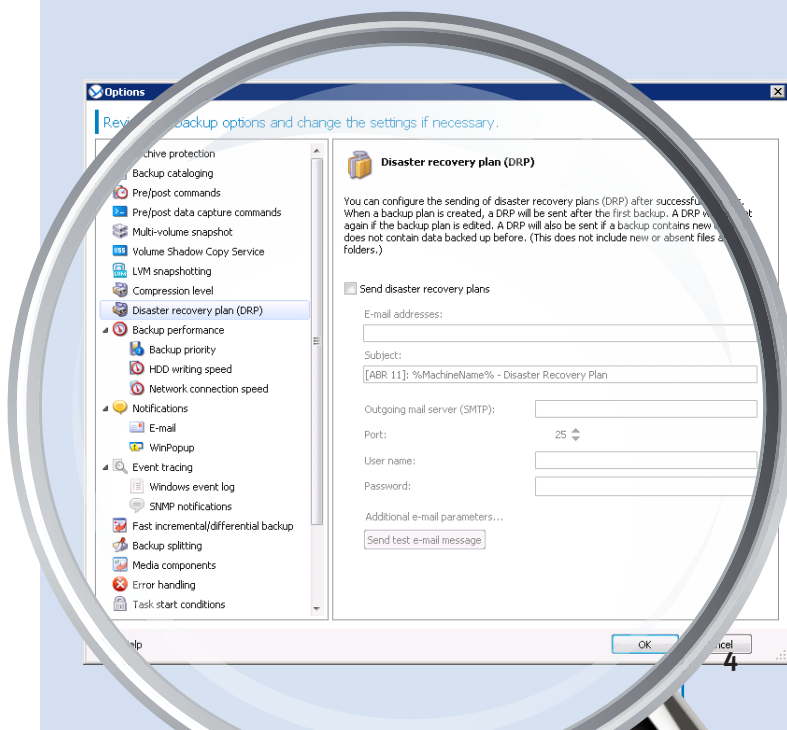 Options
Review backup options and change the settings if necessary.
Archive protection
Backup cataloging
Pre/post commands
Pre/post data capture commands
Multi-volume snapshot
Volume Shadow Copy Service
LVM snapshotting
Compression level
Disaster recovery plan (DRP)
Backup performance
Backup priority
HDD writing speed
Network connection speed
Notifications
E-mail
WinPopup
Event tracing
Windows event log
SNMP notifications
Fast incremental/differential backup
Backup splitting
Media components
Error handling
Task start conditions
Disaster recovery plan (DRP)
You can configure the sending of disaster recovery plans (DRP) after successful
When a backup plan is created, a DRP will be sent after the first backup. A DRP
again if the backup plan is edited. A DRP will also be sent if a backup contains new
does not contain data backed up before. (This does not include new or absent files
folders.)
Send disaster recovery plans
E-mail addresses:
Subject:
[ABR 11]: %MachineName% - Disaster Recovery Plan
Outgoing mail server (SMTP):
Port:
25
User name:
Password:
Additional e-mail parameters...
Send test e-mail message
OK
4